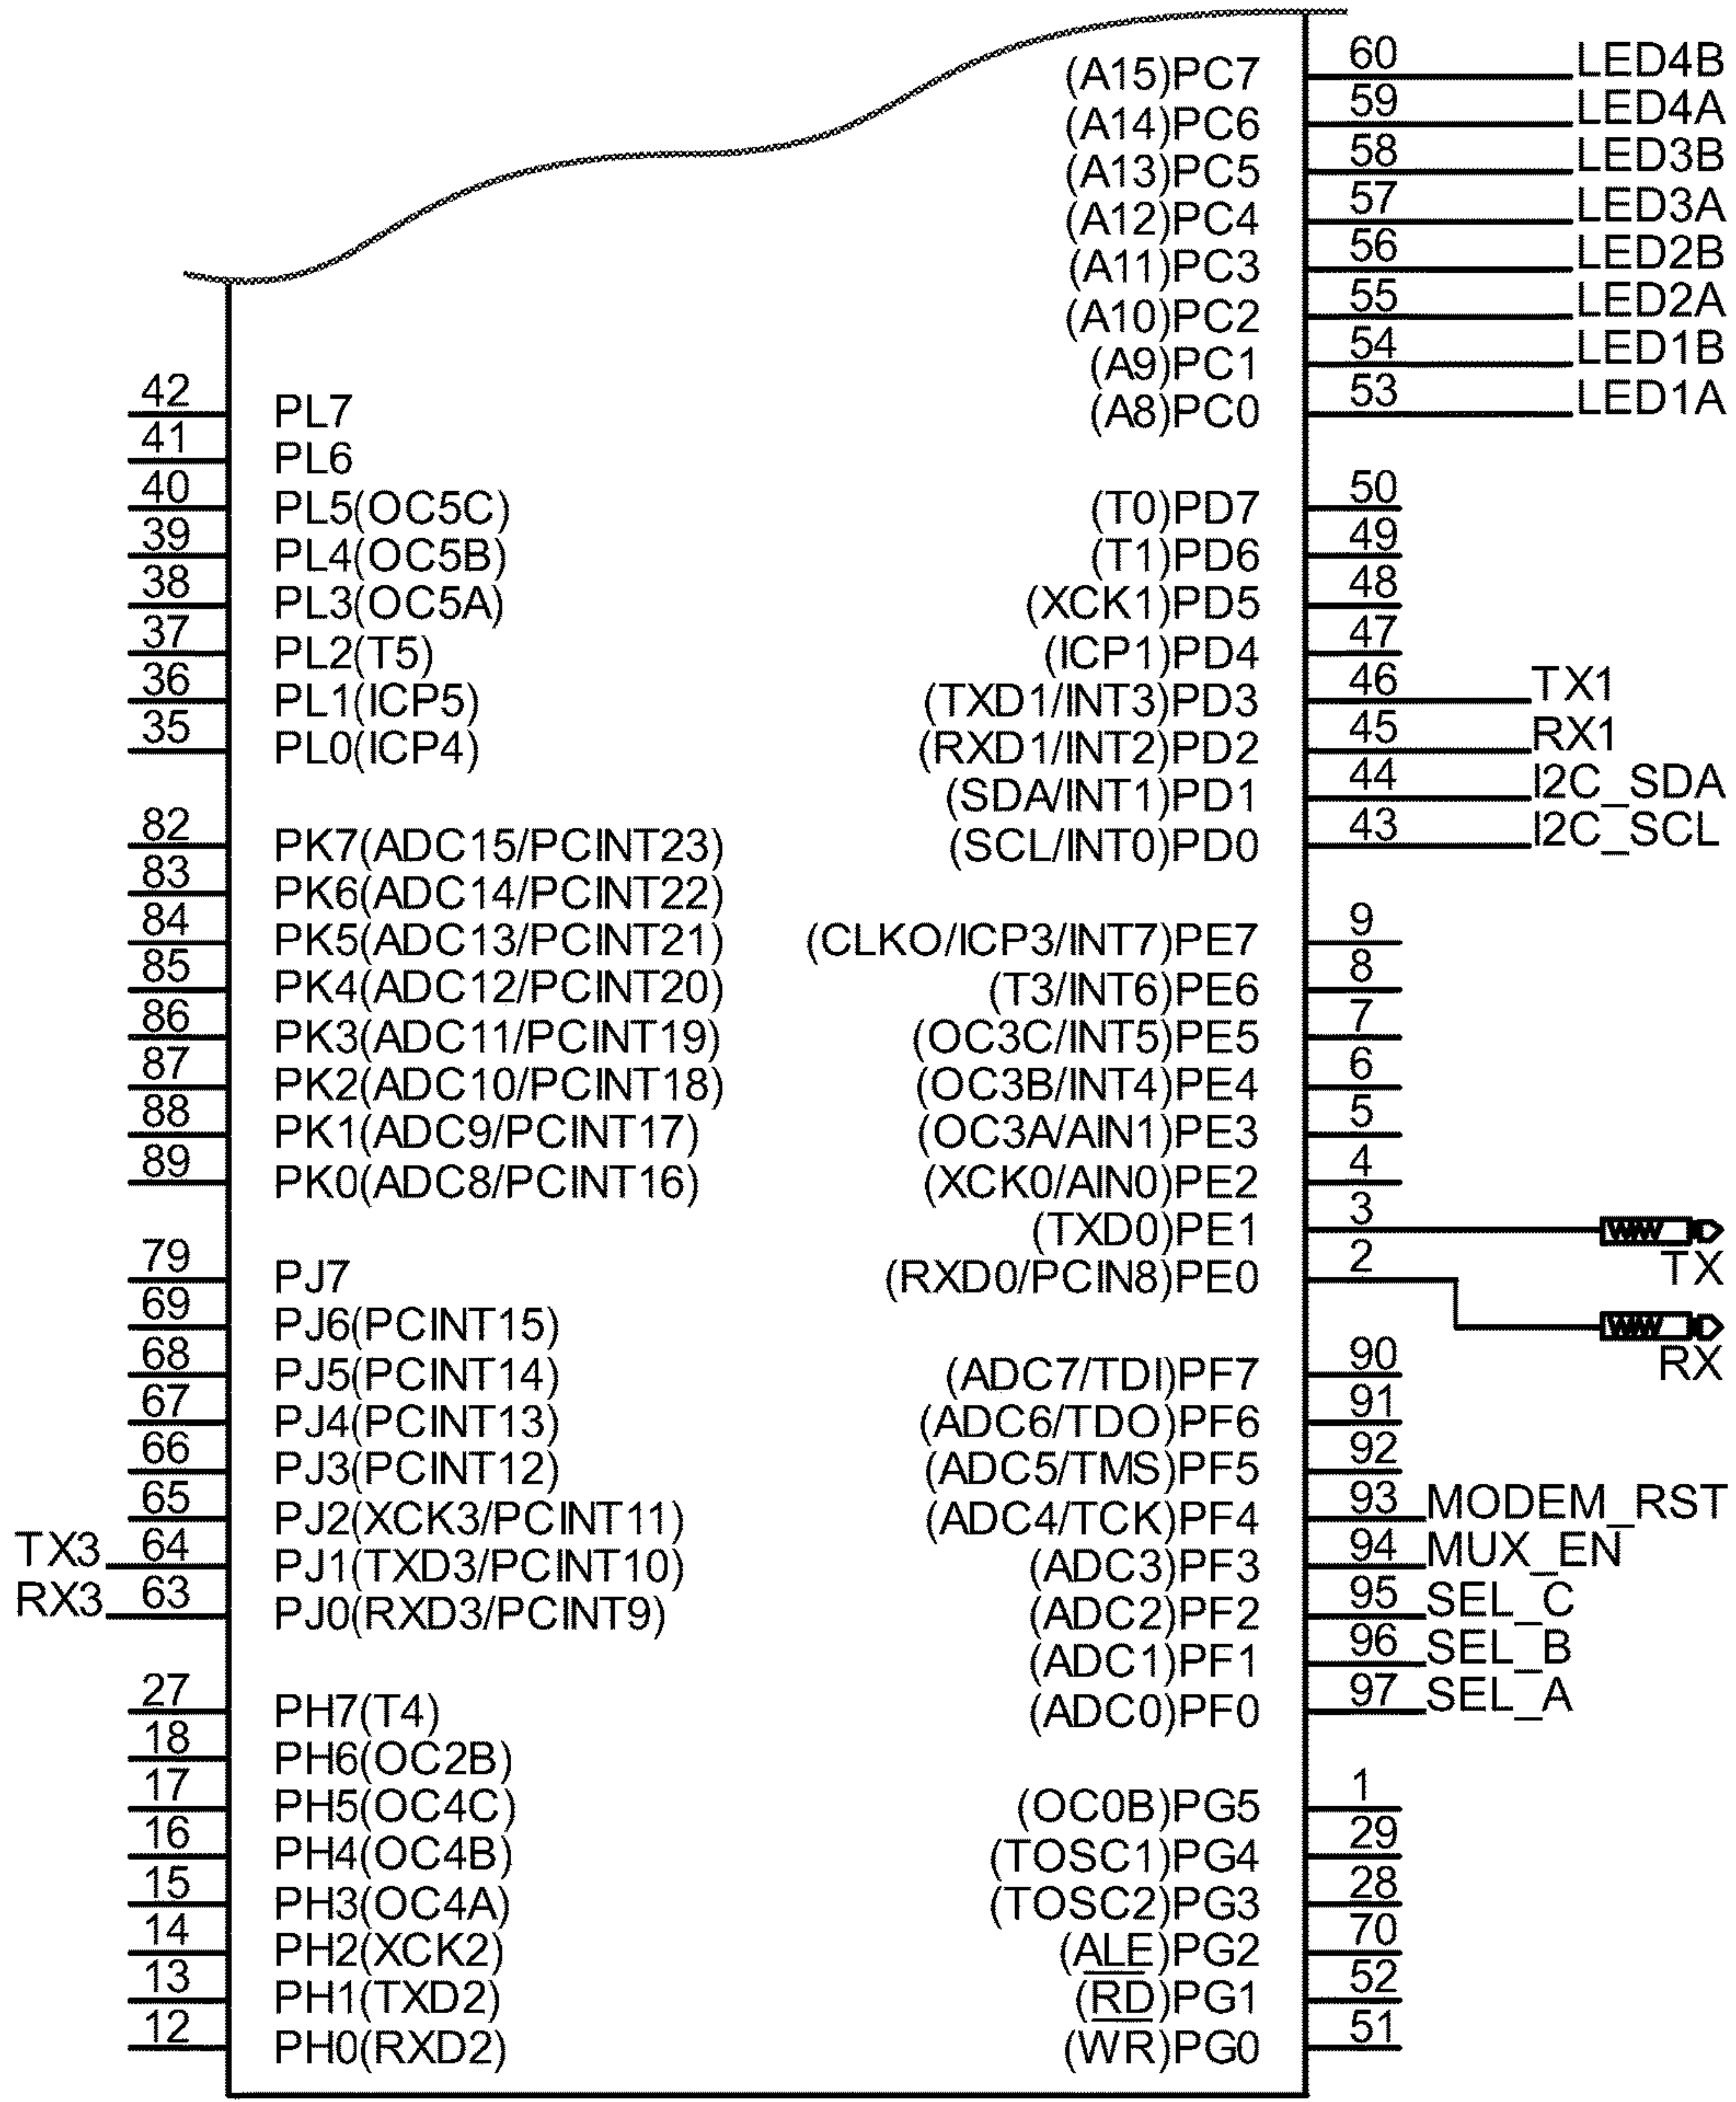 (A15)PC7 60 LED4B
(A14)PC6 59 LED4A
(A13)PC5 58 LED3B
(A12)PC4 57 LED3A
(A11)PC3 56 LED2B
(A10)PC2 55 LED2A
(A9)PC1 54 LED1B
(A8)PC0 53 LED1A
42 PL7
41 PL6
40 PL5(OC5C)
39 PL4(OC5B)
38 PL3(OC5A)
37 PL2(T5)
36 PL1(ICP5)
35 PL0(ICP4)
(T0)PD7 50
(T1)PD6 49
(XCK1)PD5 48
(ICP1)PD4 47
(TXD1/INT3)PD3 46 TX1
(RXD1/INT2)PD2 45 RX1
(SDA/INT1)PD1 44 I2C_SDA
(SCL/INT0)PD0 43 I2C_SCL
82 PK7(ADC15/PCINT23)
83 PK6(ADC14/PCINT22)
84 PK5(ADC13/PCINT21)
85 PK4(ADC12/PCINT20)
86 PK3(ADC11/PCINT19)
87 PK2(ADC10/PCINT18)
88 PK1(ADC9/PCINT17)
89 PK0(ADC8/PCINT16)
(CLKO/ICP3/INT7)PE7 9
(T3/INT6)PE6 8
(OC3C/INT5)PE5 7
(OC3B/INT4)PE4 6
(OC3A/AIN1)PE3 5
(XCK0/AIN0)PE2 4
(TXD0)PE1 3 TX
(RXD0/PCIN8)PE0 2 RX
79 PJ7
69 PJ6(PCINT15)
68 PJ5(PCINT14)
67 PJ4(PCINT13)
66 PJ3(PCINT12)
65 PJ2(XCK3/PCINT11)
TX3 64 PJ1(TXD3/PCINT10)
RX3 63 PJ0(RXD3/PCINT9)
(ADC7/TDI)PF7 90
(ADC6/TDO)PF6 91
(ADC5/TMS)PF5 92
(ADC4/TCK)PF4 93 MODEM_RST
(ADC3)PF3 94 MUX_EN
(ADC2)PF2 95 SEL_C
(ADC1)PF1 96 SEL_B
(ADC0)PF0 97 SEL_A
27 PH7(T4)
18 PH6(OC2B)
17 PH5(OC4C)
16 PH4(OC4B)
15 PH3(OC4A)
14 PH2(XCK2)
13 PH1(TXD2)
12 PH0(RXD2)
(OC0B)PG5 1
(TOSC1)PG4 29
(TOSC2)PG3 28
(ALE)PG2 70
(RD)PG1 52
(WR)PG0 51